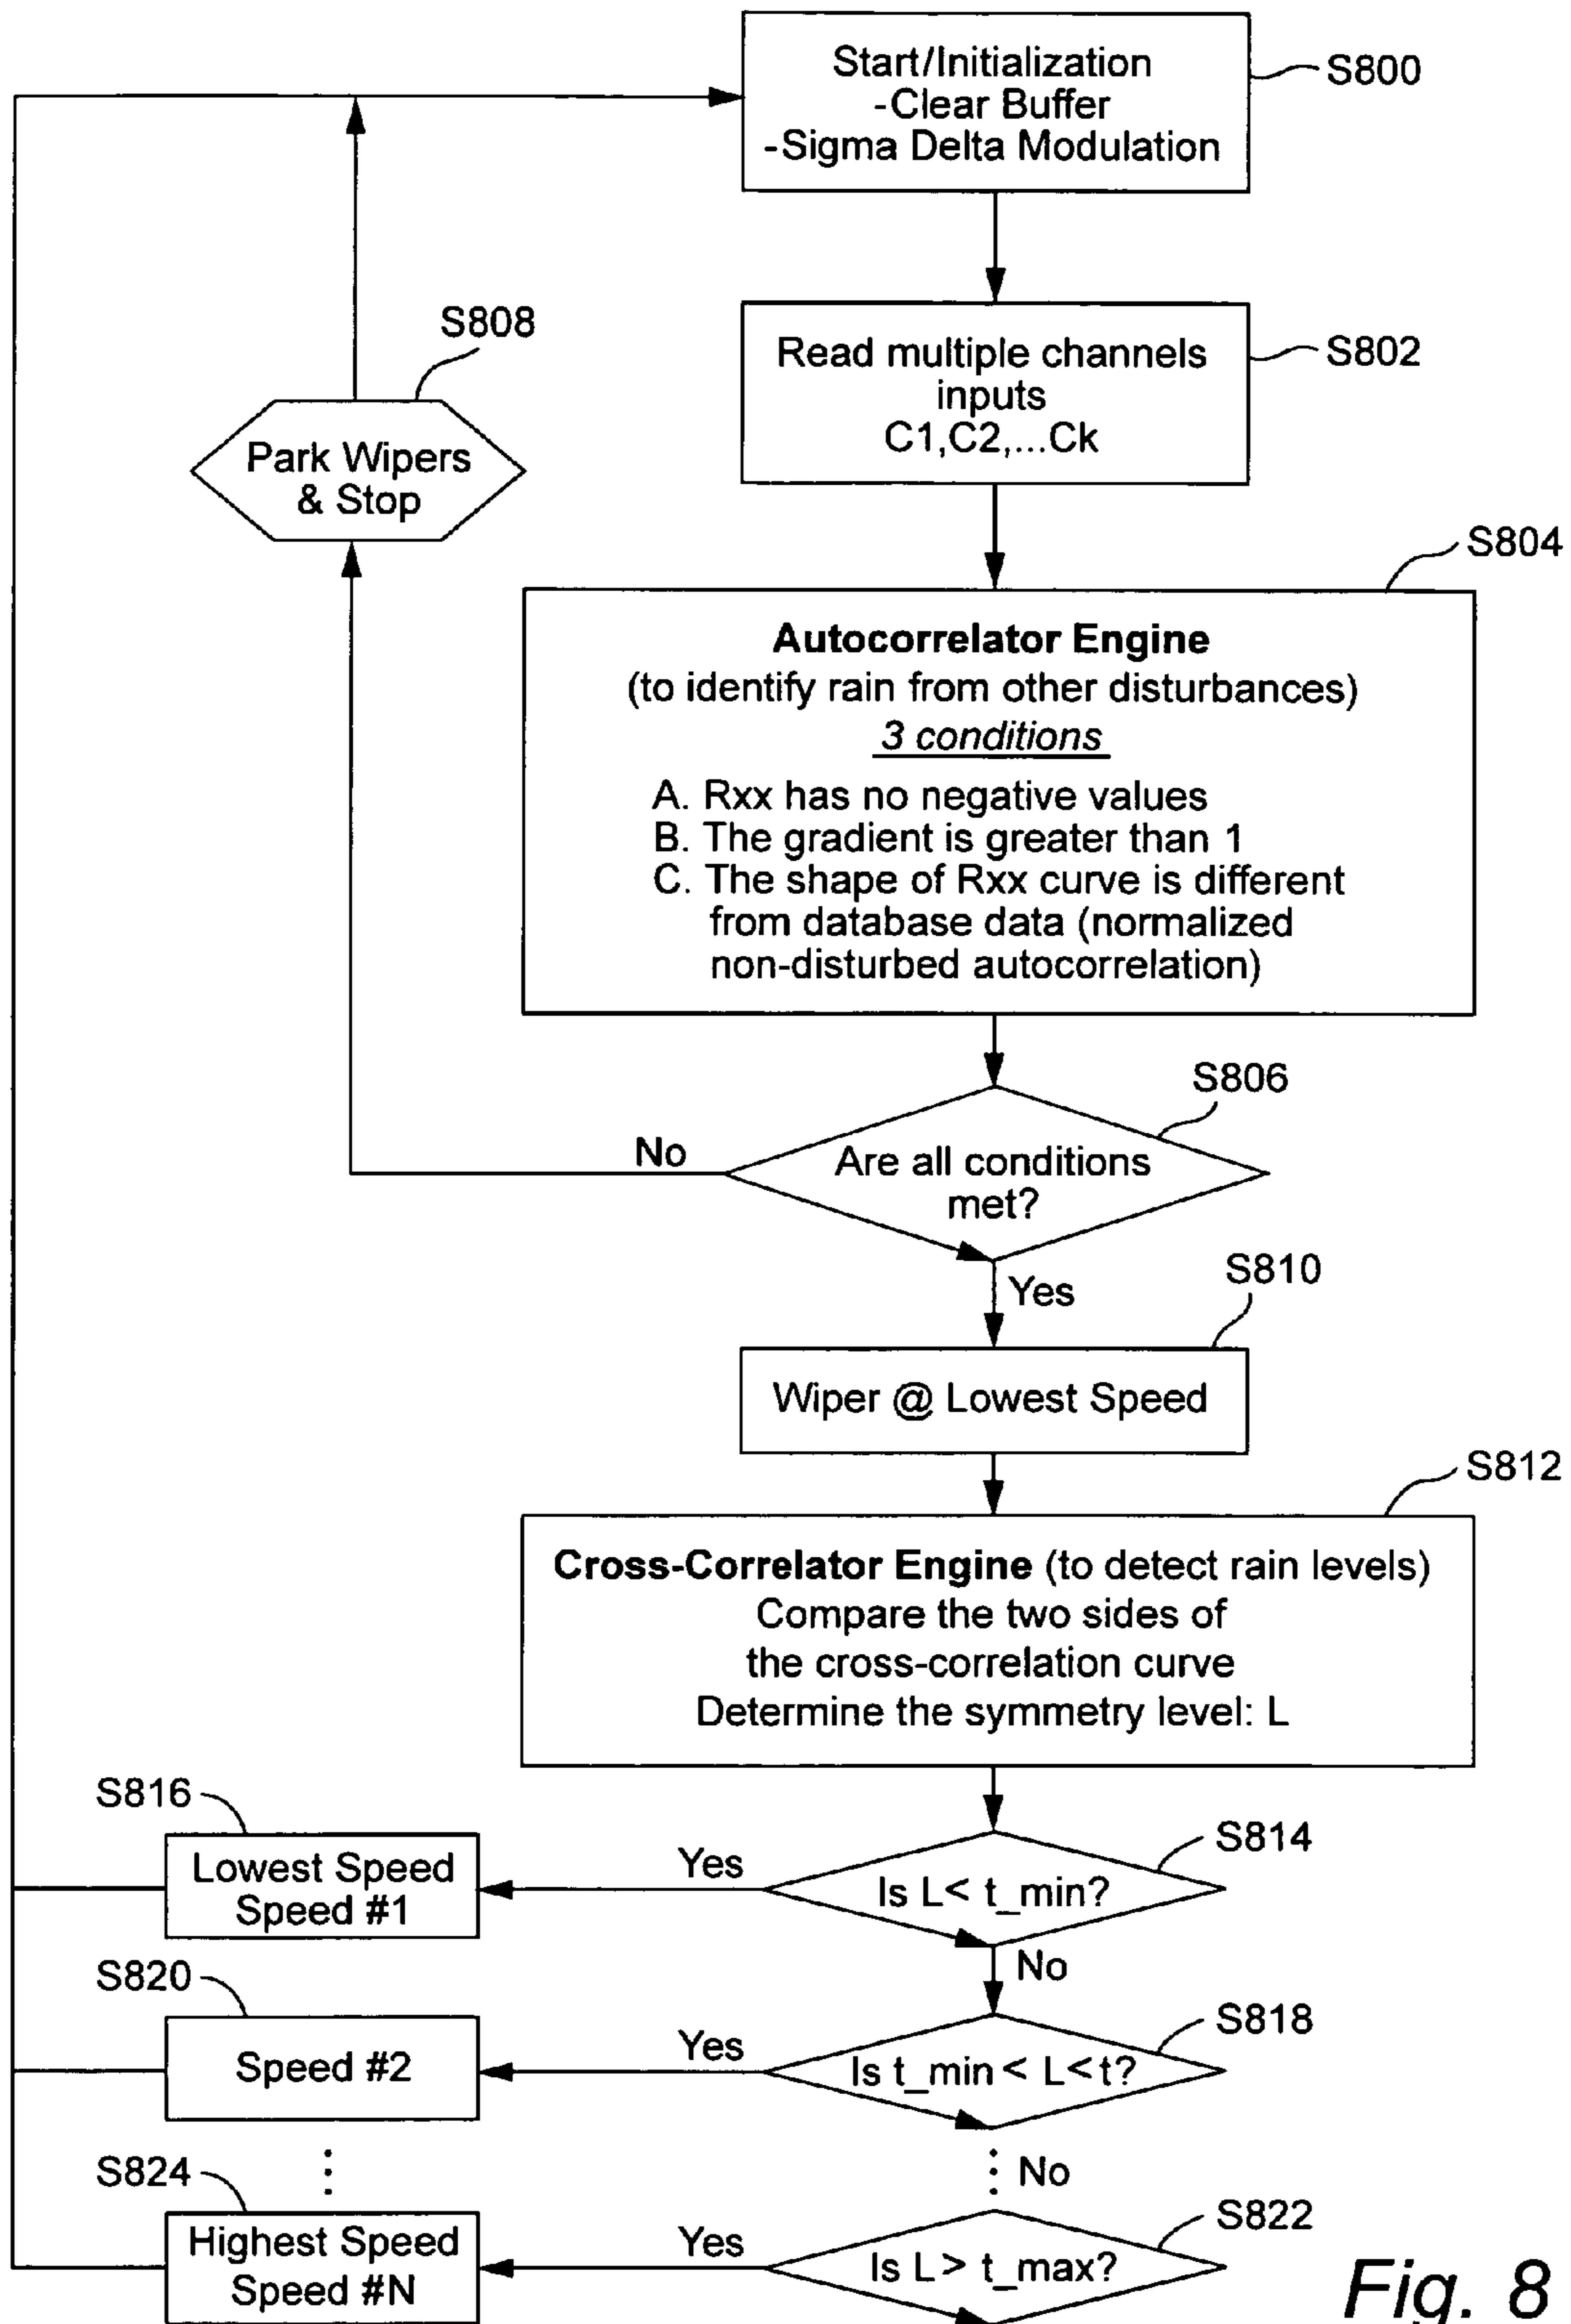 Start/Initialization
-Clear Buffer
-Sigma Delta Modulation
S800
Read multiple channels
inputs
C1,C2,...Ck
S802
S808
Park Wipers
& Stop
S804
Autocorrelator Engine
(to identify rain from other disturbances)
3 conditions
A. Rxx has no negative values
B. The gradient is greater than 1
C. The shape of Rxx curve is different
from database data (normalized
non-disturbed autocorrelation)
S806
Are all conditions
met?
No
Yes
S810
Wiper @ Lowest Speed
S812
Cross-Correlator Engine (to detect rain levels)
Compare the two sides of
the cross-correlation curve
Determine the symmetry level: L
S814
Is L< t_min?
Yes
S816
Lowest Speed
Speed #1
No
S818
Is t_min < L<t?
Yes
S820
Speed #2
No
S822
Is L > t_max?
Yes
S824
Highest Speed
Speed #N
Fig. 8